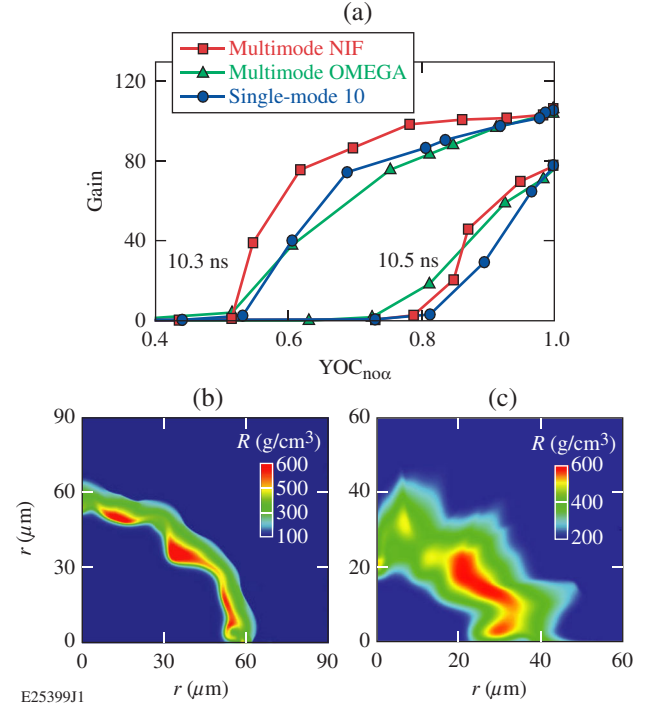 (a)
Multimode NIF
Multimode OMEGA
Single-mode 10
120
80
40
0
Gain
10.3 ns
10.5 ns
0.4 0.6 0.8 1.0
YOC_noα
(b) (c)
90
60
30
0
r (μm)
R (g/cm³)
600
500
300
100
0 30 60 90
r (μm)
60
40
20
0
R (g/cm³)
600
400
200
0 20 40 60
r (μm)
E25399J1